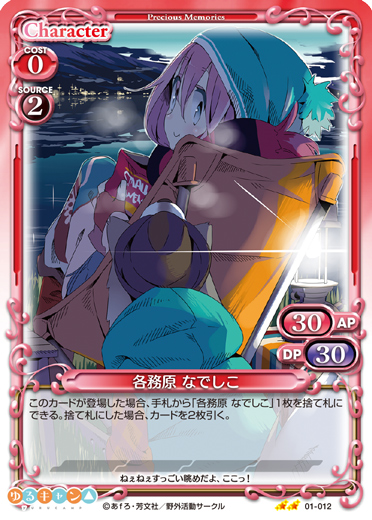 Precious Memories
Character
COST
0
SOURCE
2
30 AP
DP 30
各務原 なでしこ
このカードが登場した場合、手札から「各務原 なでしこ」1枚を捨て札に
できる。捨て札にした場合、カードを2枚引く。
ねぇねぇすっごい眺めだよ、ここっ!
ゆるキャン△
©あfろ・芳文社/野外活動サークル
01-012